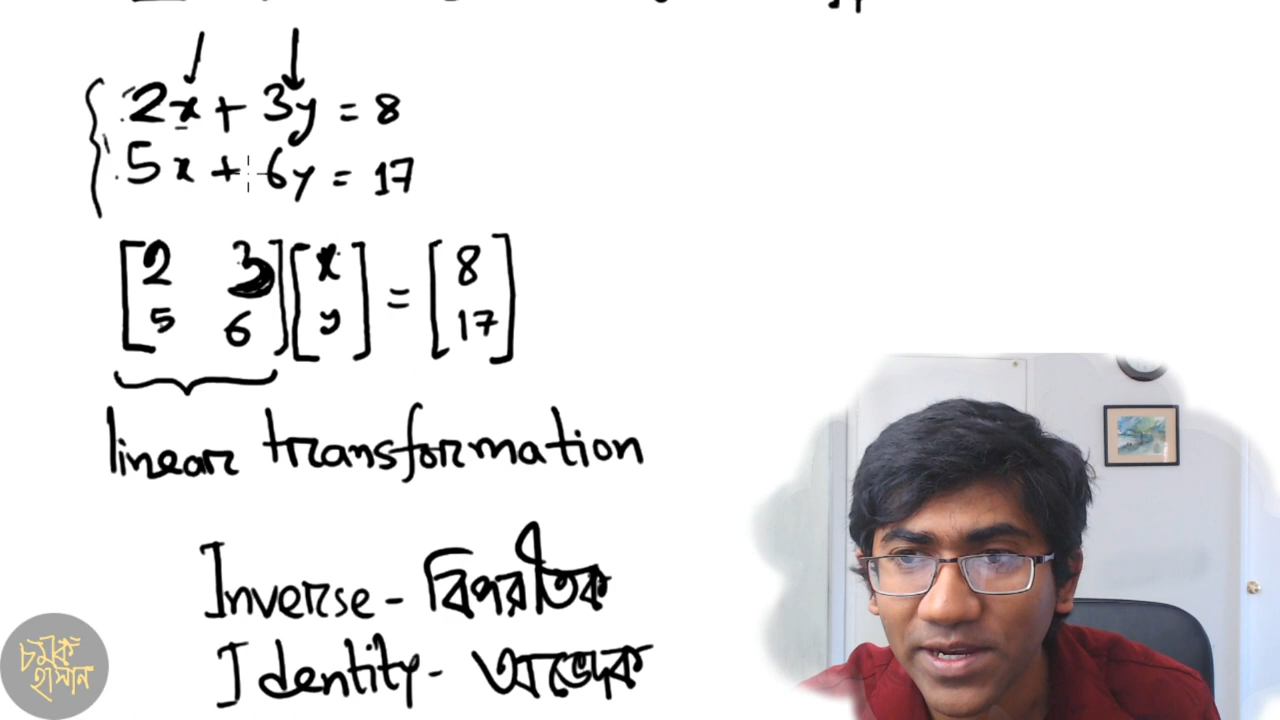 2x + 3y = 8
5x + 6y = 17
[2 3] [x] = [8]
[5 6] [y] = [17]
linear transformation
Inverse - বিপরীতক
Identity - অভেদক
চমক
হাসান